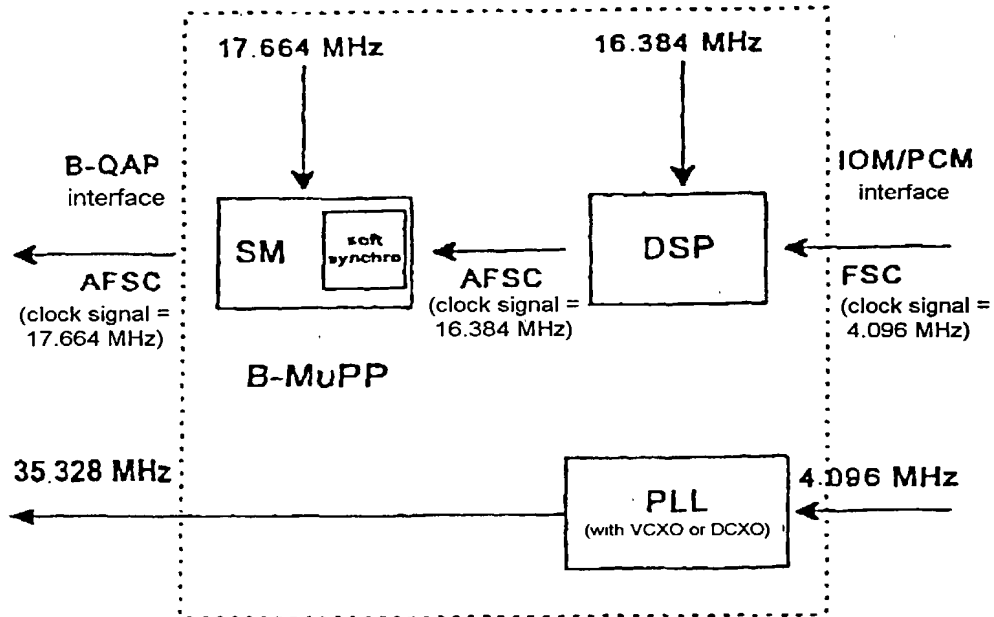 17.664 MHz
16.384 MHz
B-QAP
interface
IOM/PCM
interface
SM
soft
synchro
DSP
AFSC
(clock signal =
17.664 MHz)
AFSC
(clock signal =
16.384 MHz)
FSC
(clock signal =
4.096 MHz)
B-MuPP
35.328 MHz
4.096 MHz
PLL
(with VCXO or DCXO)